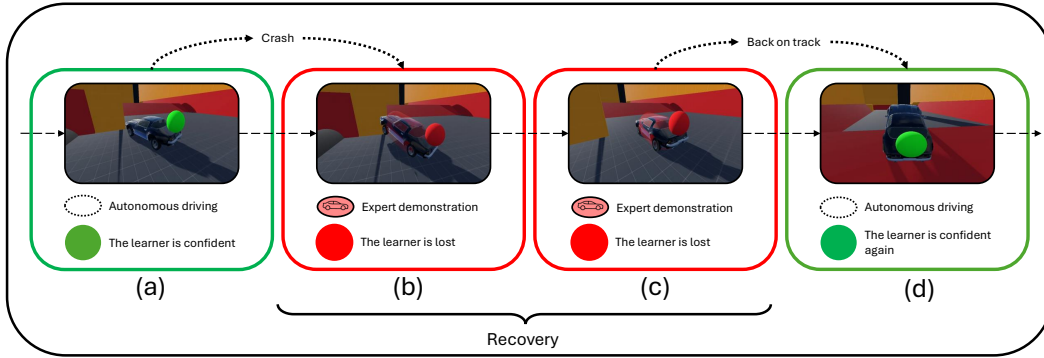 Crash
Back on track
Autonomous driving
The learner is confident
(a)
Expert demonstration
The learner is lost
(b)
Expert demonstration
The learner is lost
(c)
Autonomous driving
The learner is confident
again
(d)
Recovery